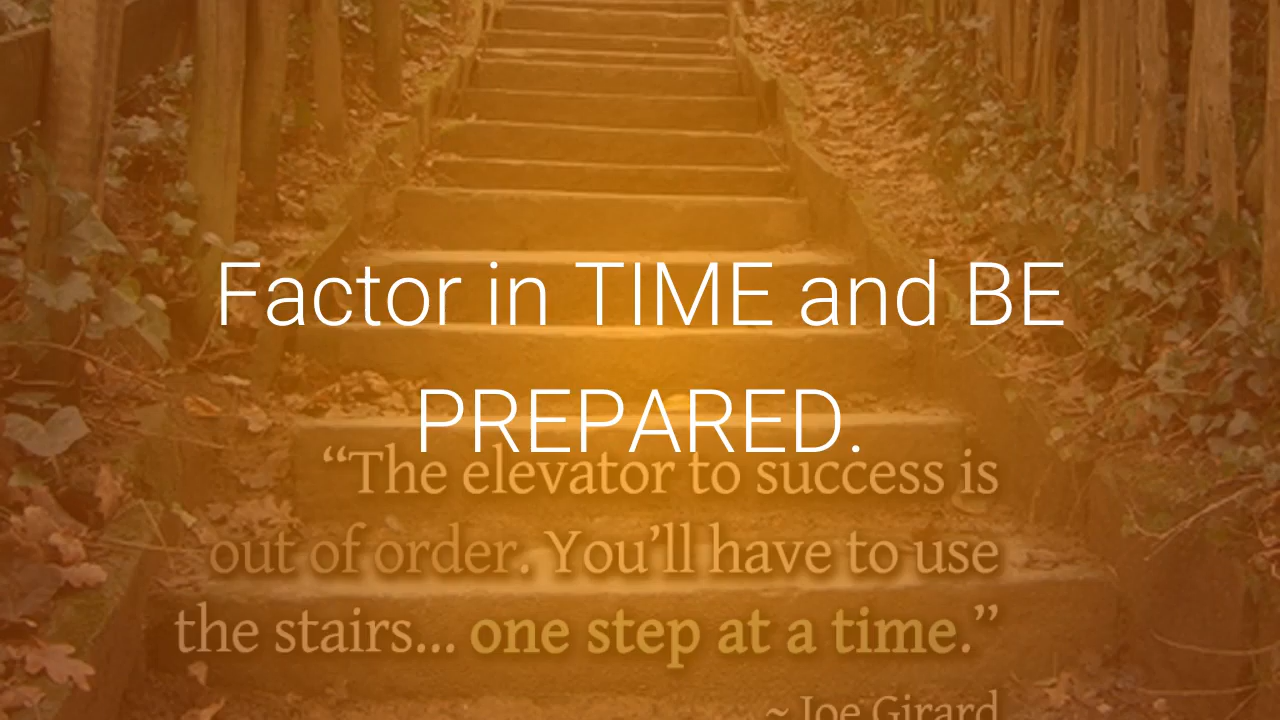 Factor in TIME and BE
PREPARED.
“The elevator to success is
out of order. You’ll have to use
the stairs... one step at a time.”
~ Joe Girard